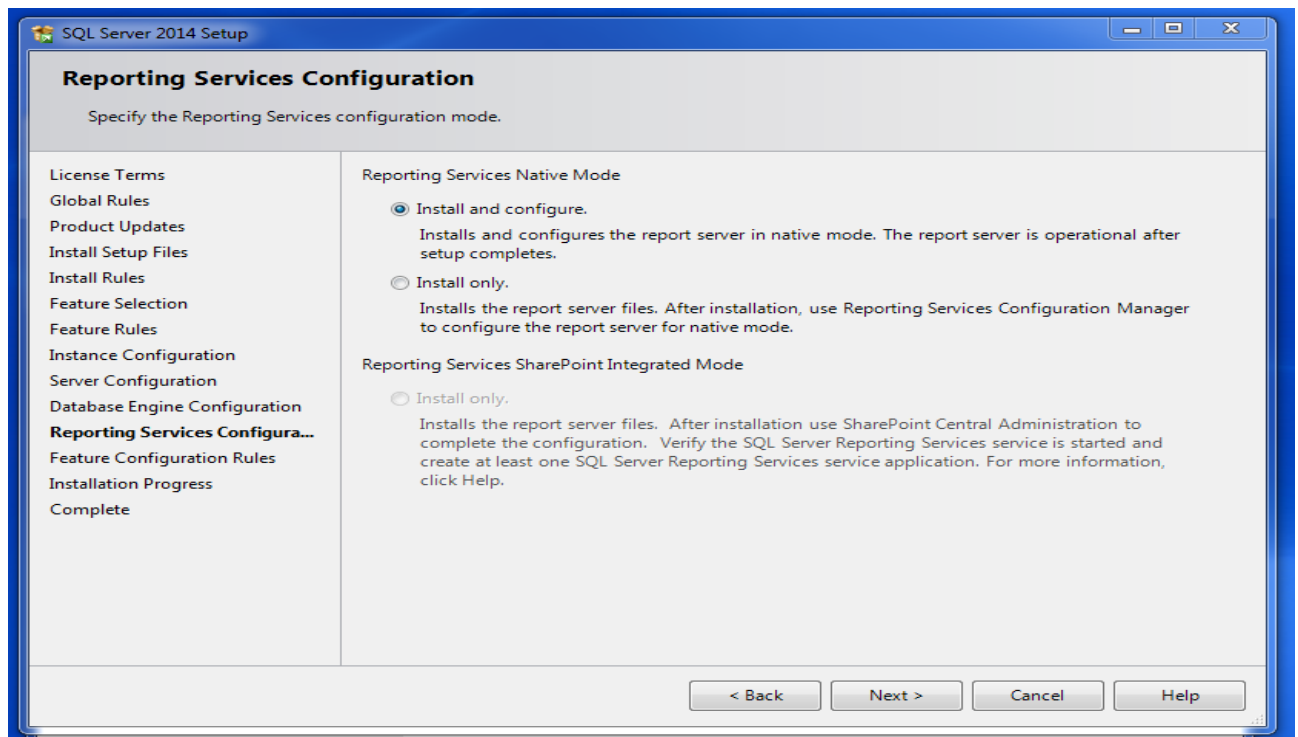 SQL Server 2014 Setup
Reporting Services Configuration
Specify the Reporting Services configuration mode.
License Terms
Global Rules
Product Updates
Install Setup Files
Install Rules
Feature Selection
Feature Rules
Instance Configuration
Server Configuration
Database Engine Configuration
Reporting Services Configura...
Feature Configuration Rules
Installation Progress
Complete
Reporting Services Native Mode
Install and configure.
Installs and configures the report server in native mode. The report server is operational after
setup completes.
Install only.
Installs the report server files. After installation, use Reporting Services Configuration Manager
to configure the report server for native mode.
Reporting Services SharePoint Integrated Mode
Install only.
Installs the report server files.  After installation use SharePoint Central Administration to
complete the configuration.  Verify the SQL Server Reporting Services service is started and
create at least one SQL Server Reporting Services service application. For more information,
click Help.
< Back
Next >
Cancel
Help